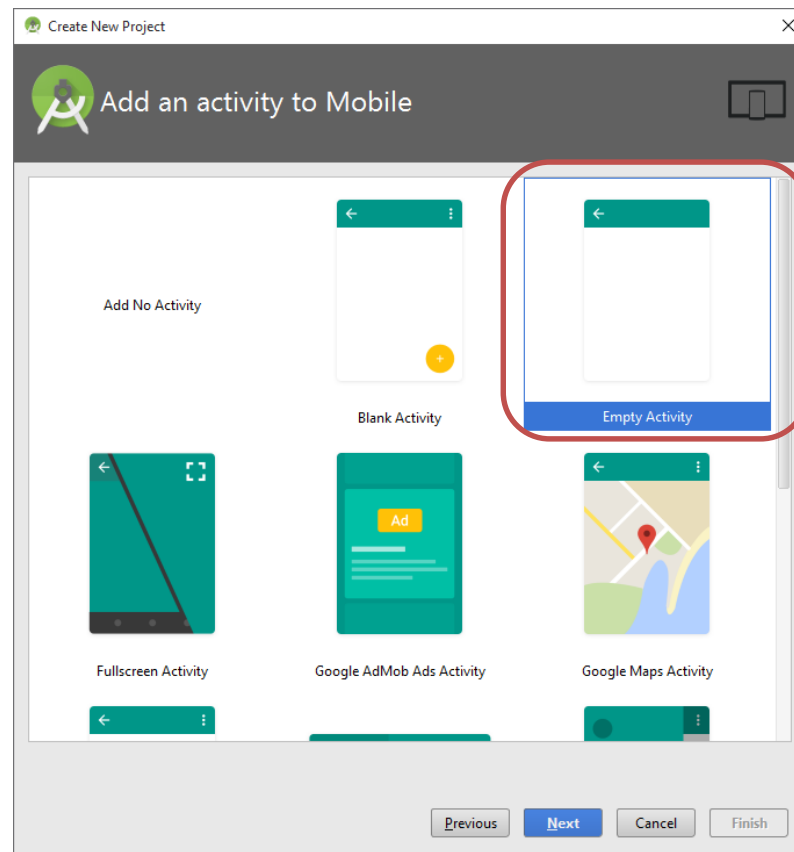 Create New Project
Add an activity to Mobile
Add No Activity
Blank Activity
Empty Activity
Ad
Fullscreen Activity
Google AdMob Ads Activity
Google Maps Activity
Previous
Next
Cancel
Finish